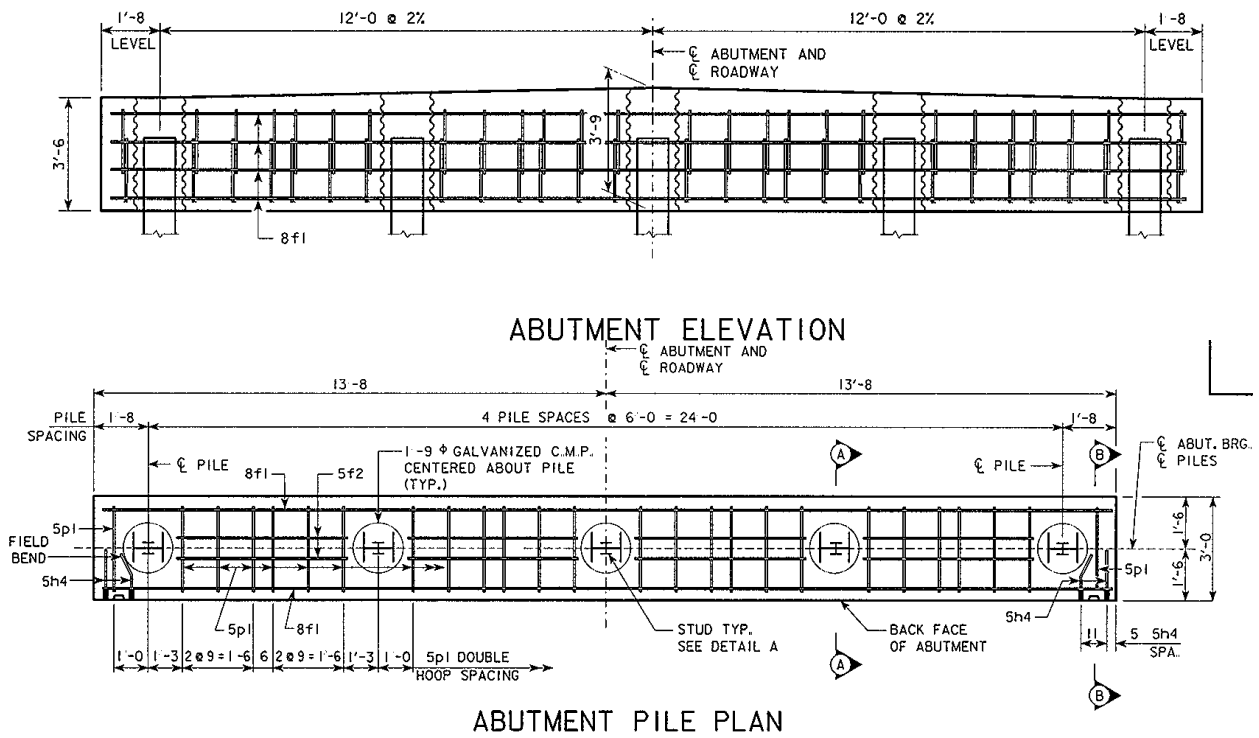 1'-8
12'-0 @ 2%
12'-0 @ 2%
1'-8
LEVEL
LEVEL
℄ ABUTMENT AND
℄ ROADWAY
3'-6
3'-9
8f1
ABUTMENT ELEVATION
℄ ABUTMENT AND
℄ ROADWAY
13'-8
13'-8
PILE
SPACING
1'-8
4 PILE SPACES @ 6'-0 = 24'-0
1'-8
℄ PILE
1'-9 Φ GALVANIZED C.M.P.
CENTERED ABOUT PILE
(TYP.)
8f1
5f2
A
℄ PILE
B
℄ ABUT. BRG.
℄ PILES
5p1
FIELD
BEND
5h4
1'-6
1'-6
3'-0
5p1
5h4
5p1
8f1
STUD TYP.
SEE DETAIL A
BACK FACE
OF ABUTMENT
11
5 5h4
SPA.
1'-0
1'-3
2@9=1'-6
6
2@9=1'-6
1'-3
1'-0
5p1 DOUBLE
HOOP SPACING
A
B
ABUTMENT PILE PLAN